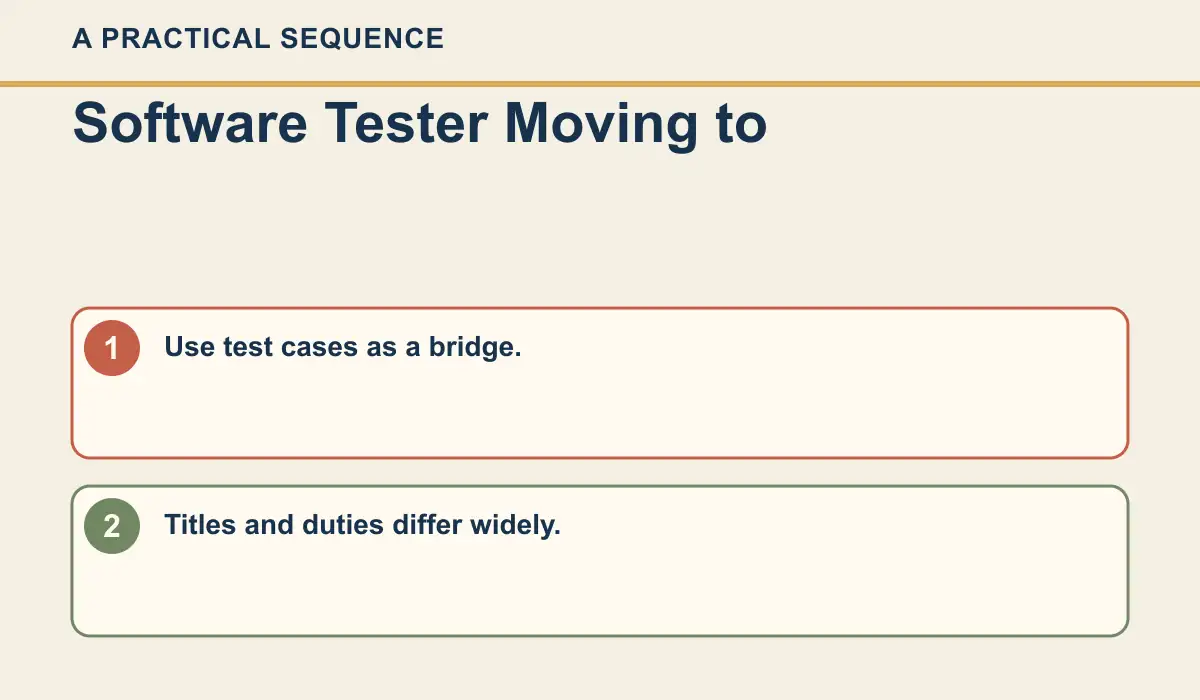 A PRACTICAL SEQUENCE
Software Tester Moving to
1
Use test cases as a bridge.
2
Titles and duties differ widely.